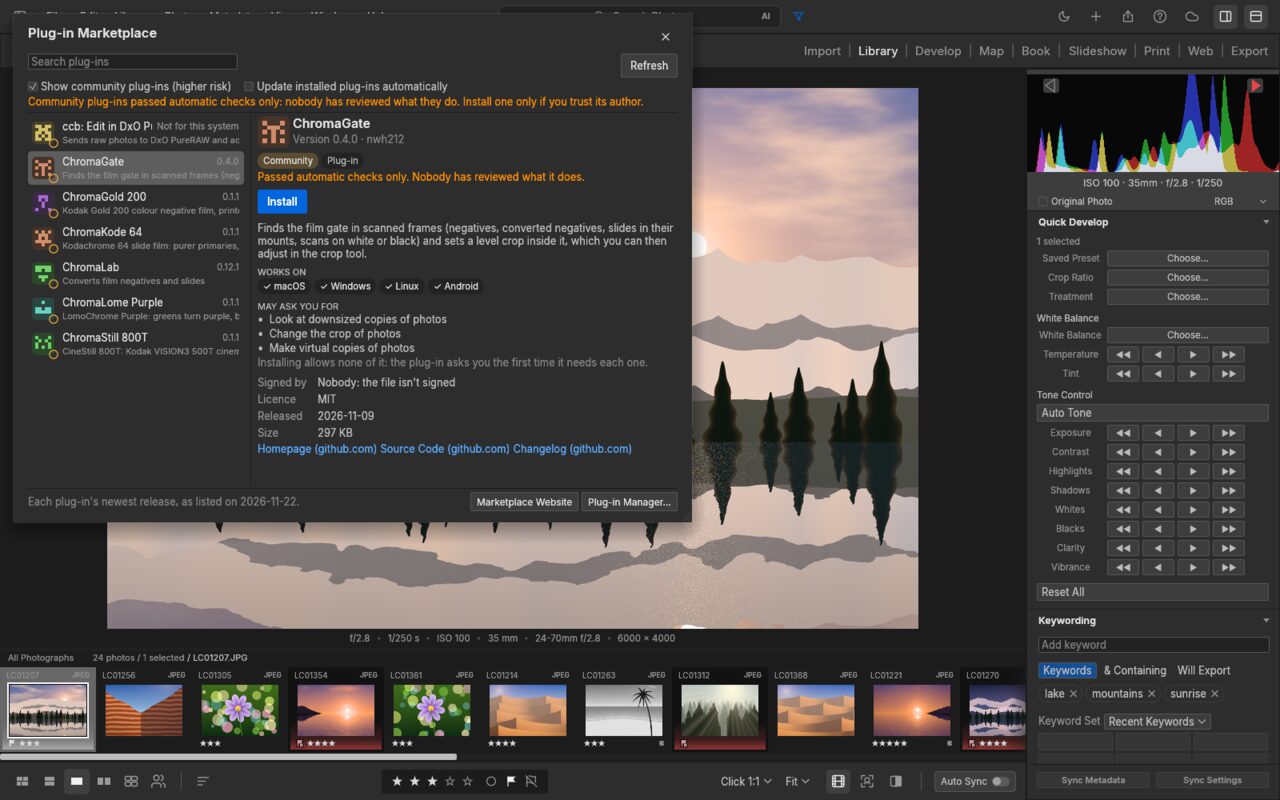 Plug-in Marketplace
Search plug-ins
Refresh
Show community plug-ins (higher risk)
Update installed plug-ins automatically
Community plug-ins passed automatic checks only: nobody has reviewed what they do. Install one only if you trust its author.
ccb: Edit in DxO
Not for this system
Sends raw photos to DxO PureRAW and
ChromaGate
0.4.0
Finds the film gate in scanned frames
ChromaGold 200
0.1.1
Kodak Gold 200 colour negative film,
ChromaKode 64
0.1.1
Kodachrome 64 slide film: purer primaries,
ChromaLab
0.12.1
Converts film negatives and slides
ChromaLome Purple
0.1.1
LomoChrome Purple: greens turn purple,
ChromaStill 800T
0.1.1
CineStill 800T: Kodak VISION3 500T
ChromaGate
Version 0.4.0 · nwh212
Community
Plug-in
Passed automatic checks only. Nobody has reviewed what it does.
Install
Finds the film gate in scanned frames (negatives, converted negatives, slides in their
mounts, scans on white or black) and sets a level crop inside it, which you can then
adjust in the crop tool.
WORKS ON
✓ macOS ✓ Windows ✓ Linux ✓ Android
MAY ASK YOU FOR
• Look at downsized copies of photos
• Change the crop of photos
• Make virtual copies of photos
Installing allows none of it: the plug-in asks you the first time it needs each one.
Signed by Nobody: the file isn't signed
Licence MIT
Released 2026-11-09
Size 297 KB
Homepage (github.com) Source Code (github.com) Changelog (github.com)
Each plug-in's newest release, as listed on 2026-11-22.
Marketplace Website
Plug-in Manager...
AI
Import | Library | Develop | Map | Book | Slideshow | Print | Web | Export
ISO 100 · 35mm · f/2.8 · 1/250
Original Photo
RGB
Quick Develop
1 selected
Saved Preset Choose...
Crop Ratio Choose...
Treatment Choose...
White Balance
White Balance Choose...
Temperature
Tint
Tone Control
Auto Tone
Exposure
Contrast
Highlights
Shadows
Whites
Blacks
Clarity
Vibrance
Reset All
Keywording
Add keyword
Keywords & Containing Will Export
lake mountains sunrise
Keyword Set Recent Keywords
Sync Metadata
Sync Settings
f/2.8 · 1/250 s · ISO 100 · 35 mm · 24-70mm f/2.8 · 6000 × 4000
All Photographs
24 photos / 1 selected / LC01207.JPG
LC01207 JPEG
LC01256 JPEG
LC01305 JPEG
LC01354 JPEG
LC01361 JPEG
LC01214 JPEG
LC01263 JPEG
LC01312 JPEG
LC01368 JPEG
LC01221 JPEG
LC01270 JPEG
Click 1:1
Fit
Auto Sync